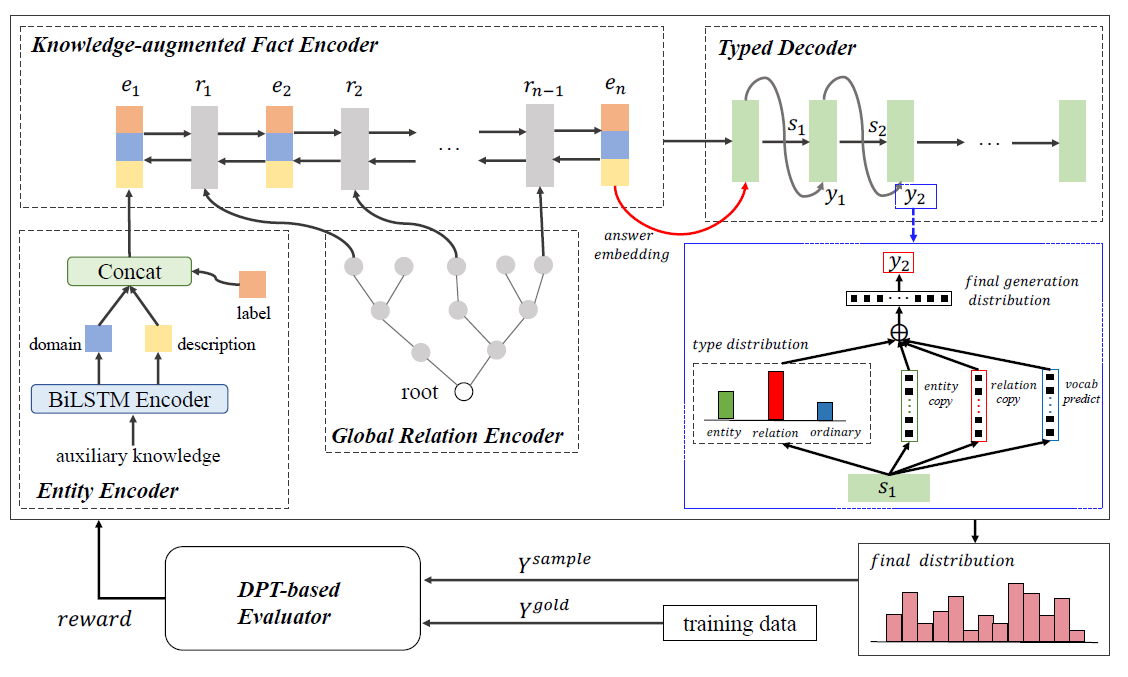 Knowledge-augmented Fact Encoder
e₁ r₁ e₂ r₂ rₙ₋₁ eₙ
...
Typed Decoder
s₁ s₂
...
y₁ y₂
answer
embedding
Concat
label
domain description
BiLSTM Encoder
auxiliary knowledge
Entity Encoder
root
Global Relation Encoder
y₂
final generation
distribution
type distribution
entity relation ordinary
entity
copy
relation
copy
vocab
predict
s₁
DPT-based
Evaluator
reward
Y^sample
Y^gold
training data
final distribution